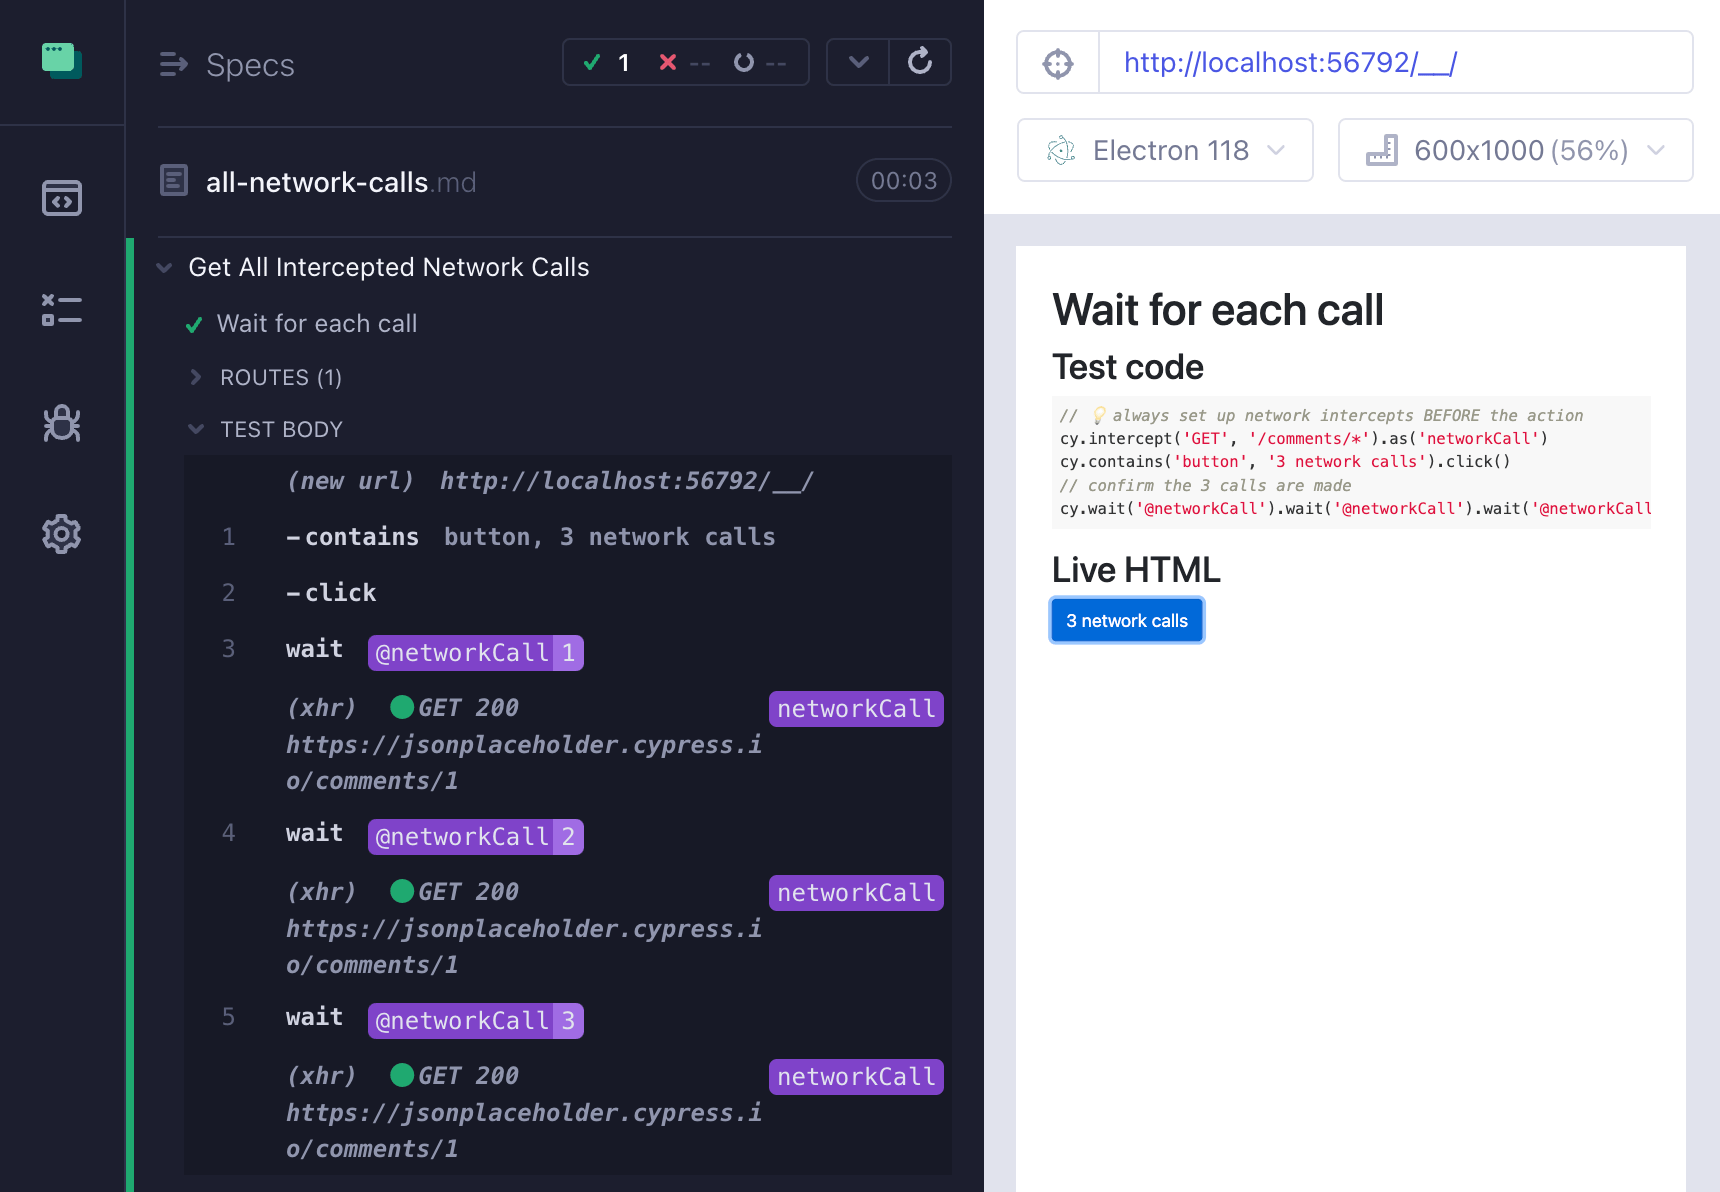 Specs
1 -- --
all-network-calls.md
00:03
Get All Intercepted Network Calls
Wait for each call
ROUTES (1)
TEST BODY
(new url) http://localhost:56792/__/
1 -contains button, 3 network calls
2 -click
3 wait @networkCall 1
(xhr) GET 200 networkCall
https://jsonplaceholder.cypress.i
o/comments/1
4 wait @networkCall 2
(xhr) GET 200 networkCall
https://jsonplaceholder.cypress.i
o/comments/1
5 wait @networkCall 3
(xhr) GET 200 networkCall
https://jsonplaceholder.cypress.i
o/comments/1
http://localhost:56792/__/
Electron 118
600x1000 (56%)
Wait for each call
Test code
// 💡 always set up network intercepts BEFORE the action
cy.intercept('GET', '/comments/*').as('networkCall')
cy.contains('button', '3 network calls').click()
// confirm the 3 calls are made
cy.wait('@networkCall').wait('@networkCall').wait('@networkCall
Live HTML
3 network calls